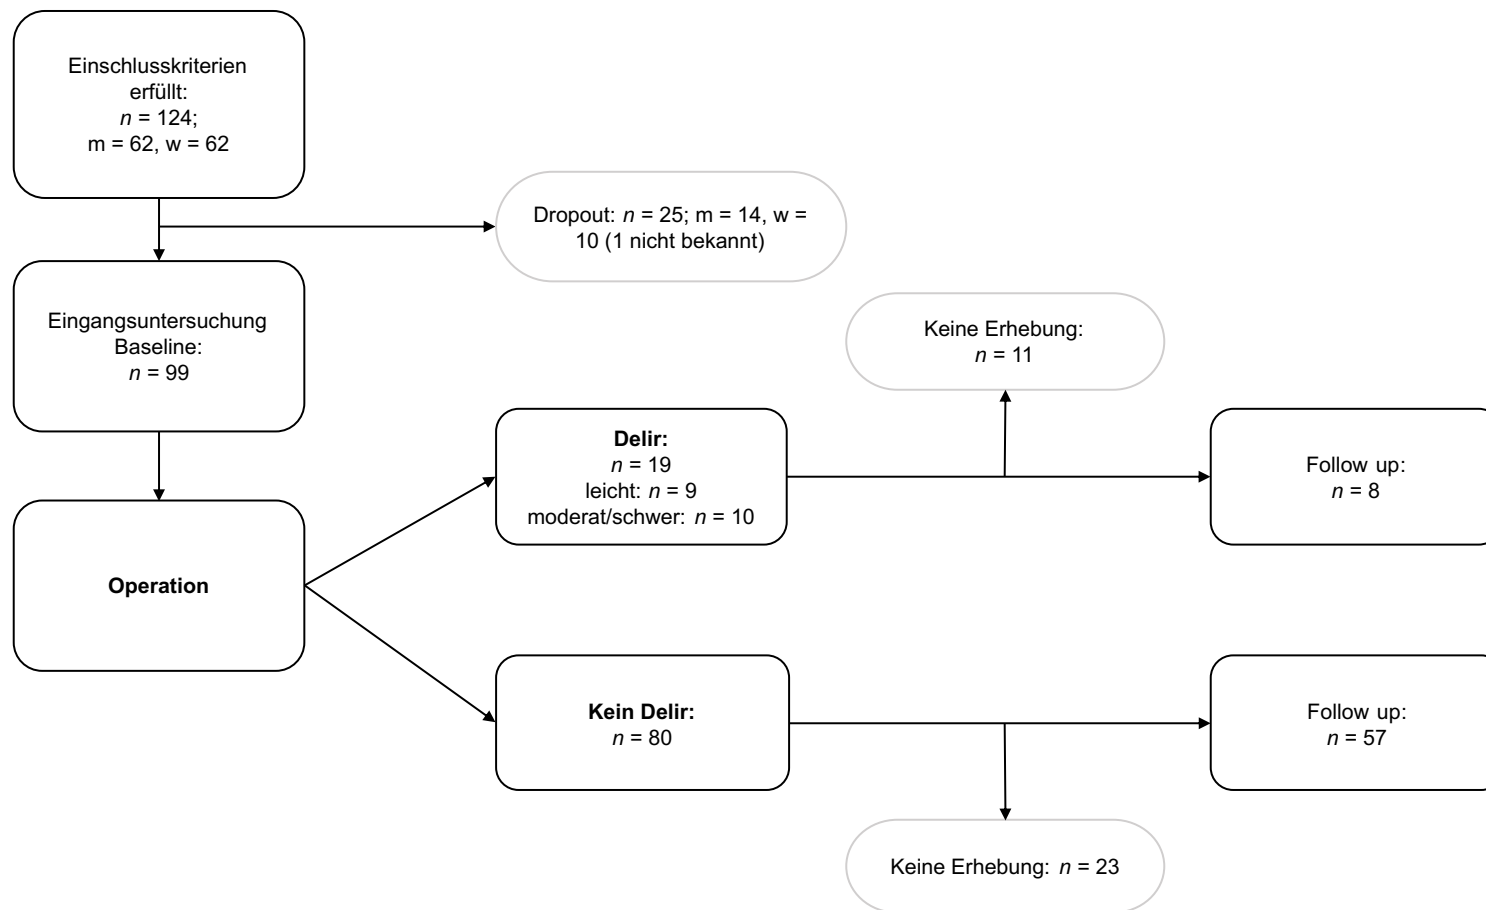 Einschlusskriterien
erfüllt:
n = 124;
m = 62, w = 62
Dropout: n = 25; m = 14, w =
10 (1 nicht bekannt)
Eingangsuntersuchung
Baseline:
n = 99
Keine Erhebung:
n = 11
Delir:
n = 19
leicht: n = 9
moderat/schwer: n = 10
Follow up:
n = 8
Operation
Kein Delir:
n = 80
Follow up:
n = 57
Keine Erhebung: n = 23